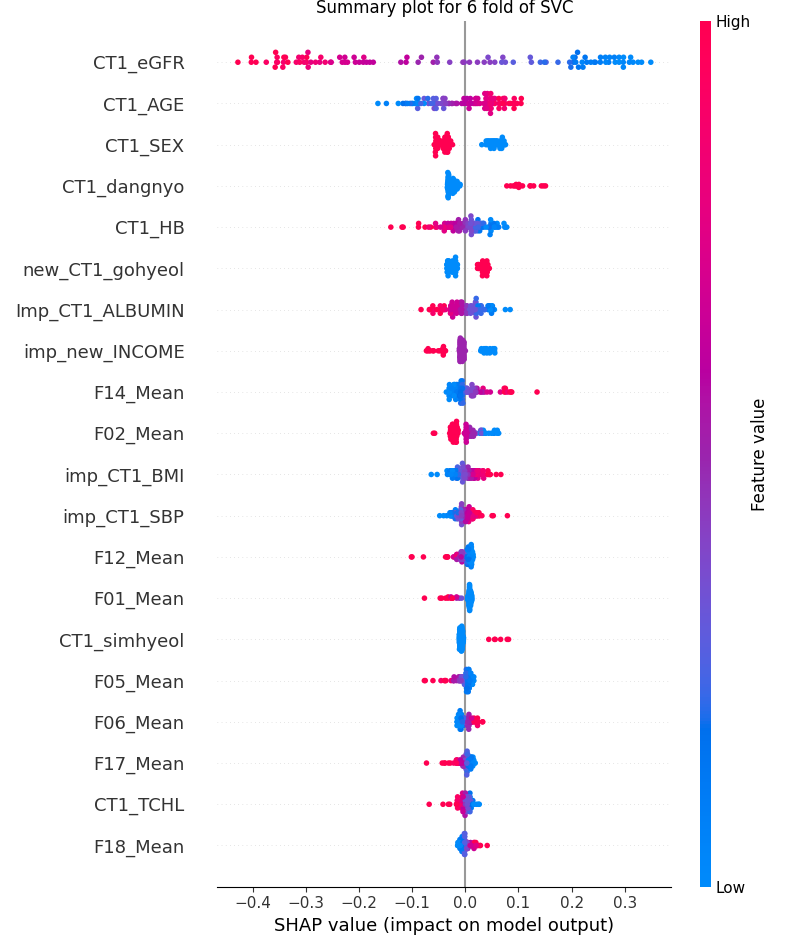 Summary plot for 6 fold of SVC
High
CT1_eGFR
CT1_AGE
CT1_SEX
CT1_dangnyo
CT1_HB
new_CT1_gohyeol
Imp_CT1_ALBUMIN
imp_new_INCOME
F14_Mean
F02_Mean
imp_CT1_BMI
imp_CT1_SBP
F12_Mean
F01_Mean
CT1_simhyeol
F05_Mean
F06_Mean
F17_Mean
CT1_TCHL
F18_Mean
Feature value
Low
−0.4 −0.3 −0.2 −0.1 0.0 0.1 0.2 0.3
SHAP value (impact on model output)